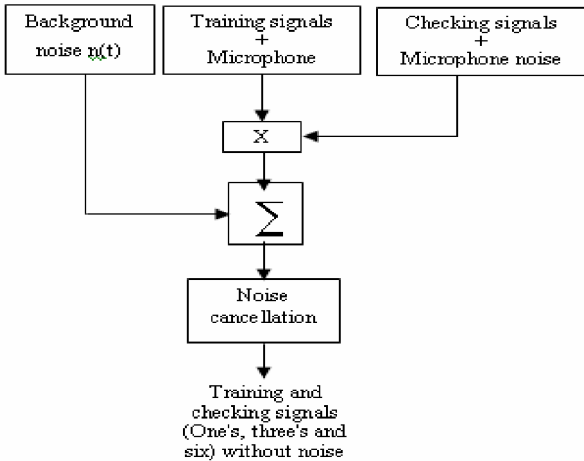 Background
noise n(t)
Training signals
+
Microphone
Checking signals
+
Microphone noise
X
∑
Noise
cancellation
Training and
checking signals
(One's, three's and
six) without noise